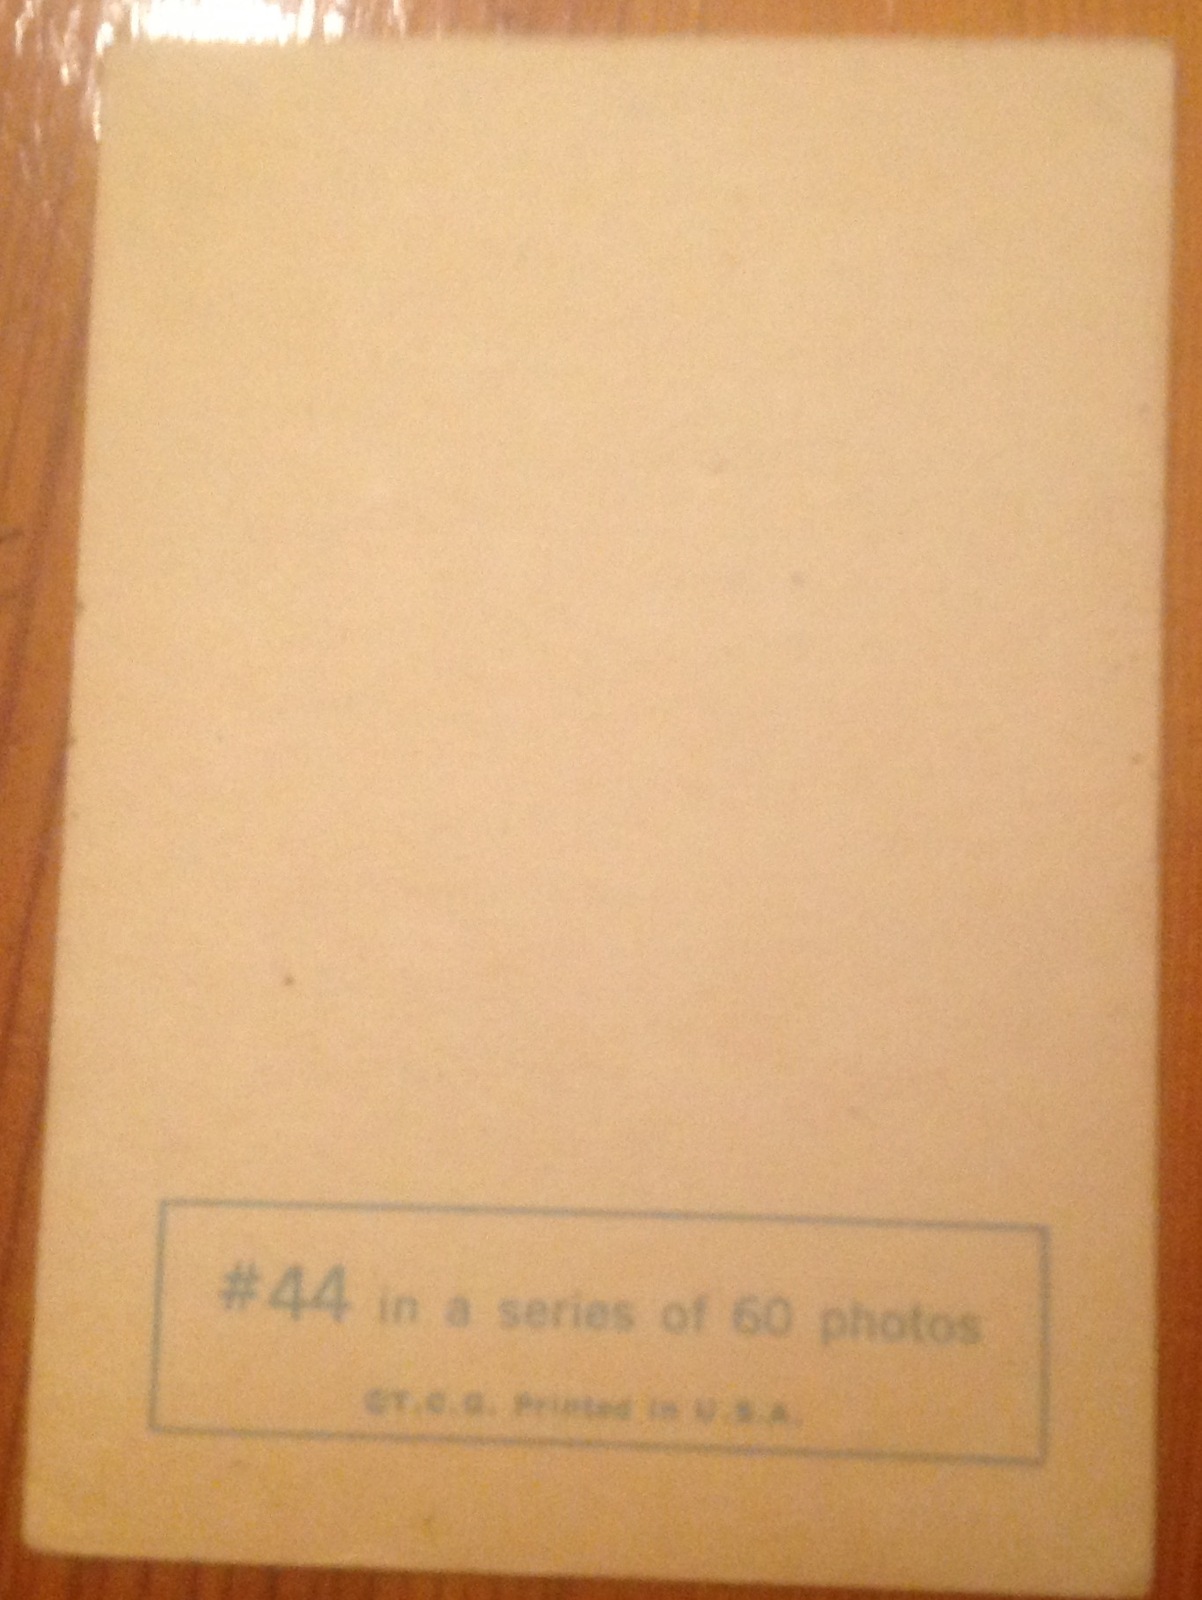 #44 in a series of 60 photos
©T.C.G. Printed in U.S.A.